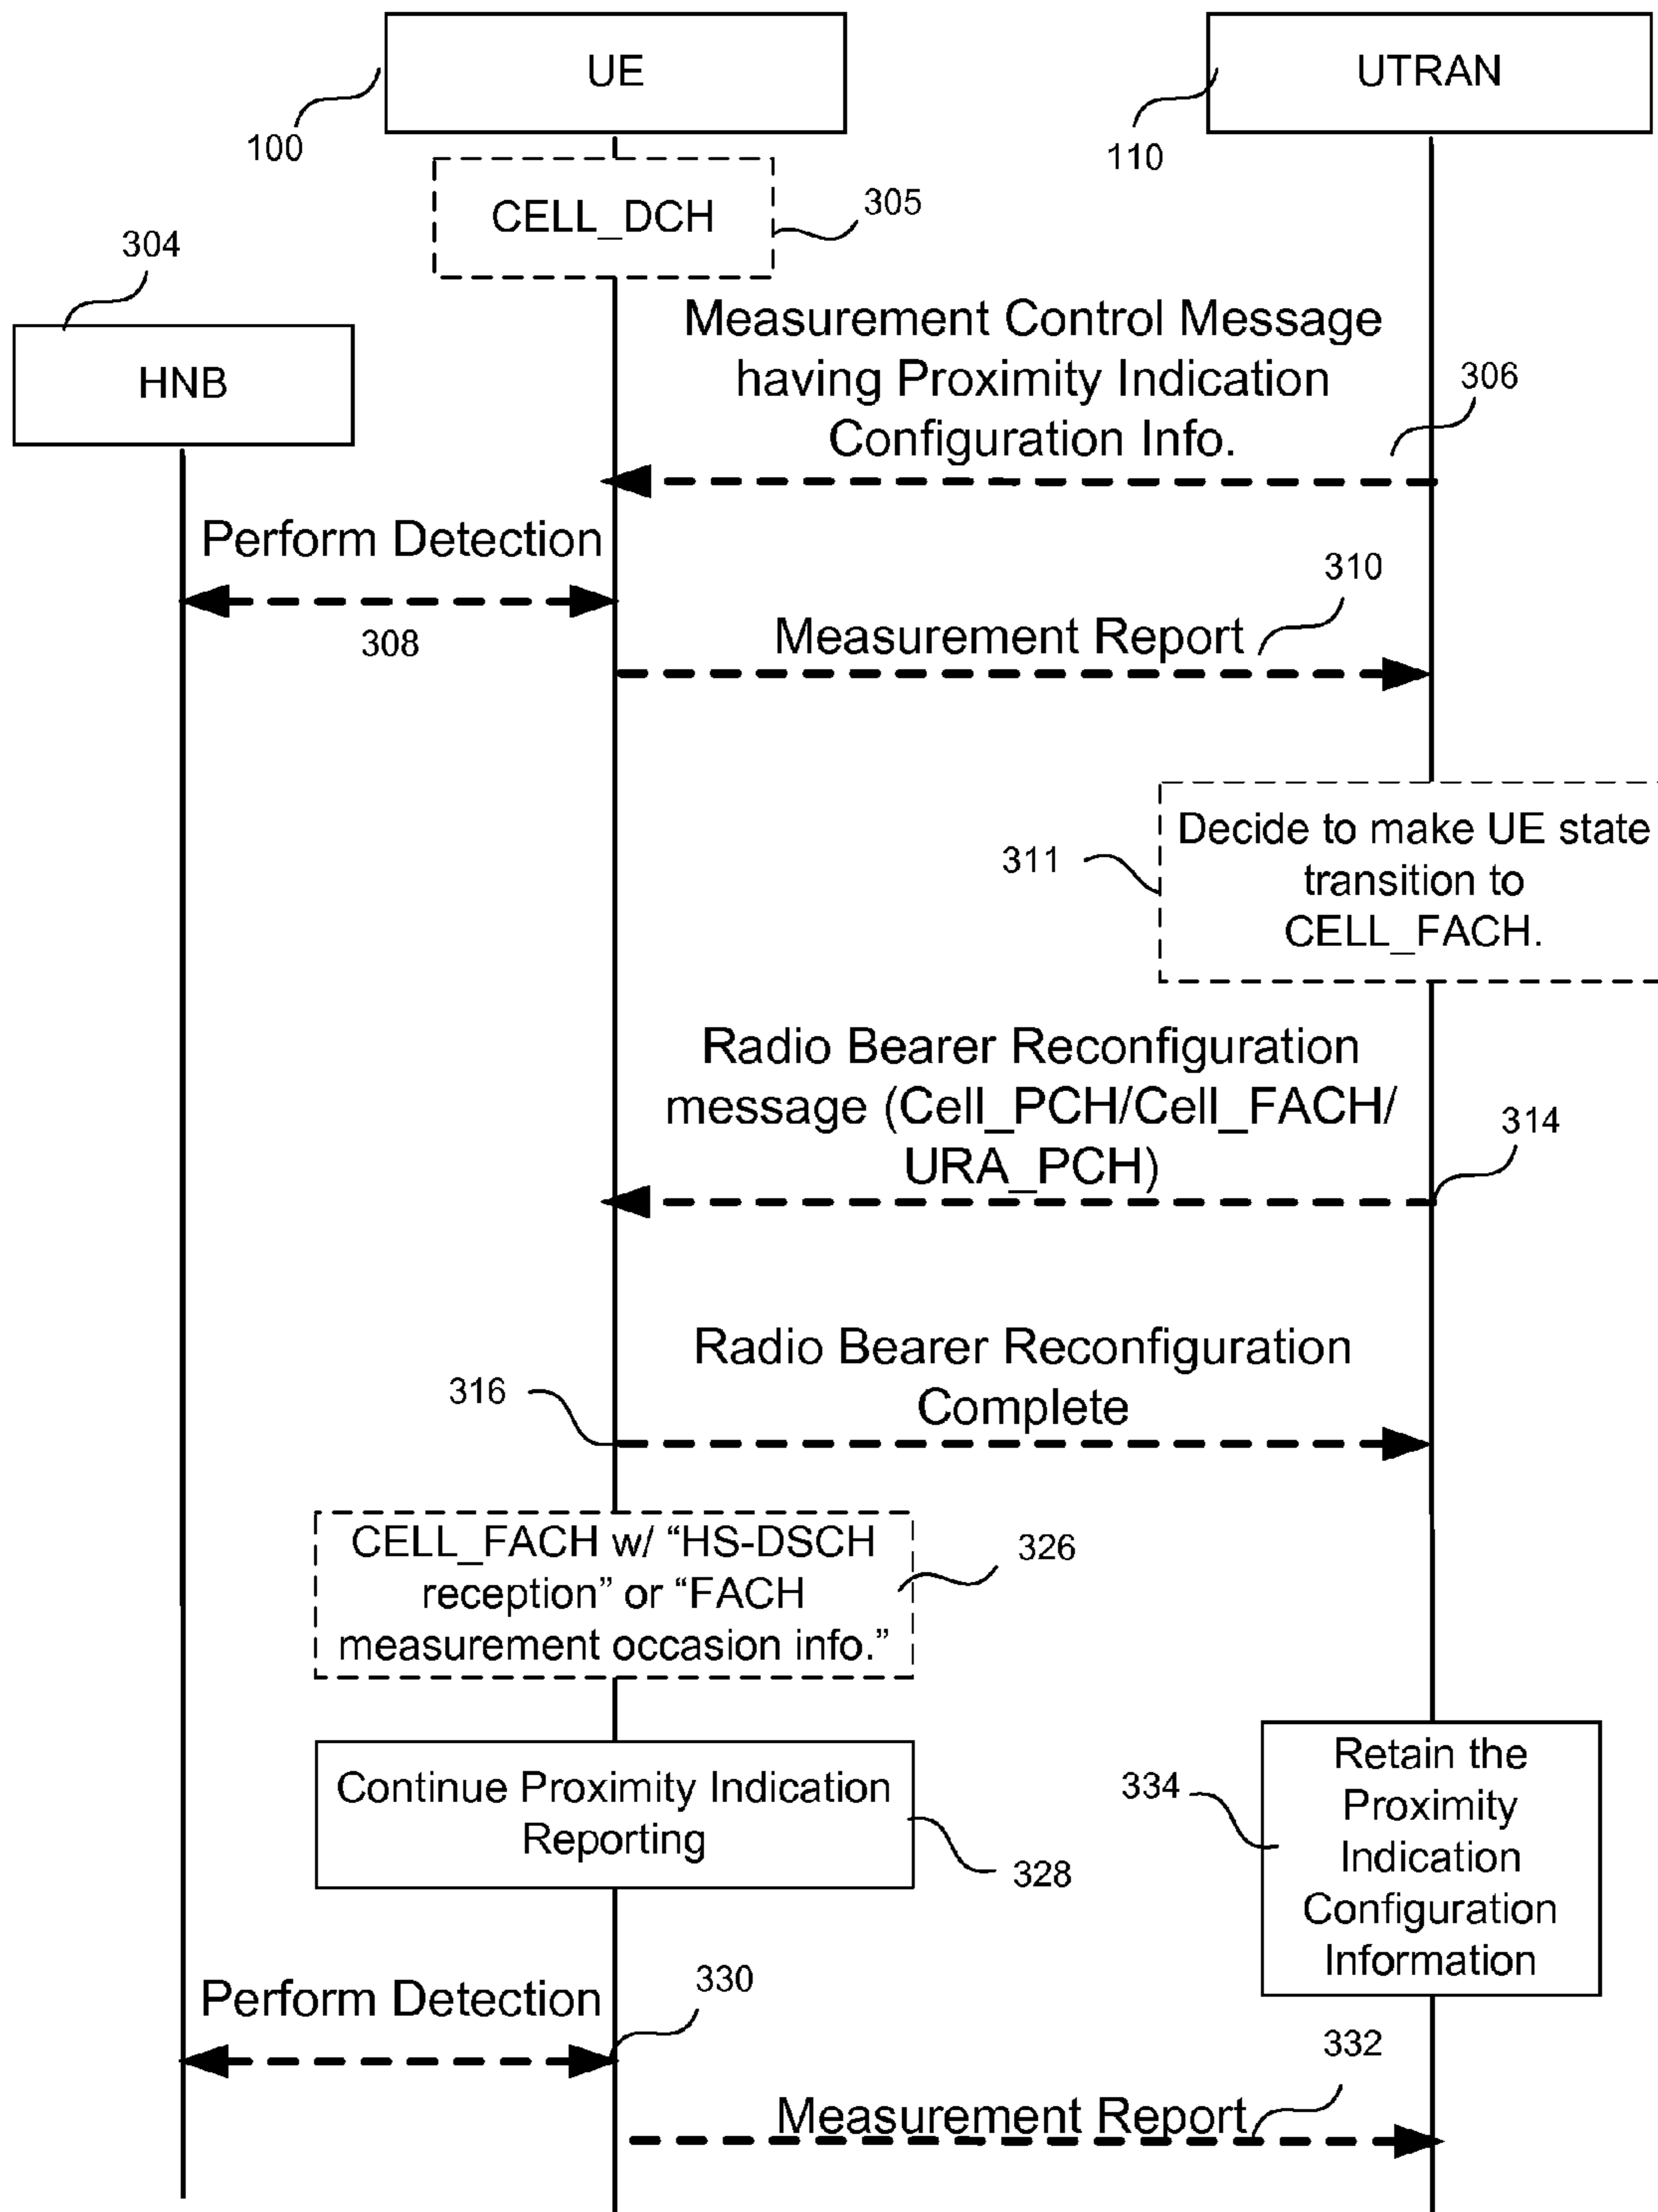 UE
UTRAN
100
110
CELL_DCH
305
304
HNB
Measurement Control Message
having Proximity Indication
Configuration Info.
306
Perform Detection
308
310
Measurement Report
311
Decide to make UE state
transition to
CELL_FACH.
Radio Bearer Reconfiguration
message (Cell_PCH/Cell_FACH/
URA_PCH)
314
Radio Bearer Reconfiguration
Complete
316
CELL_FACH w/ “HS-DSCH
reception” or “FACH
measurement occasion info.”
326
Continue Proximity Indication
Reporting
328
334
Retain the
Proximity
Indication
Configuration
Information
Perform Detection
330
332
Measurement Report